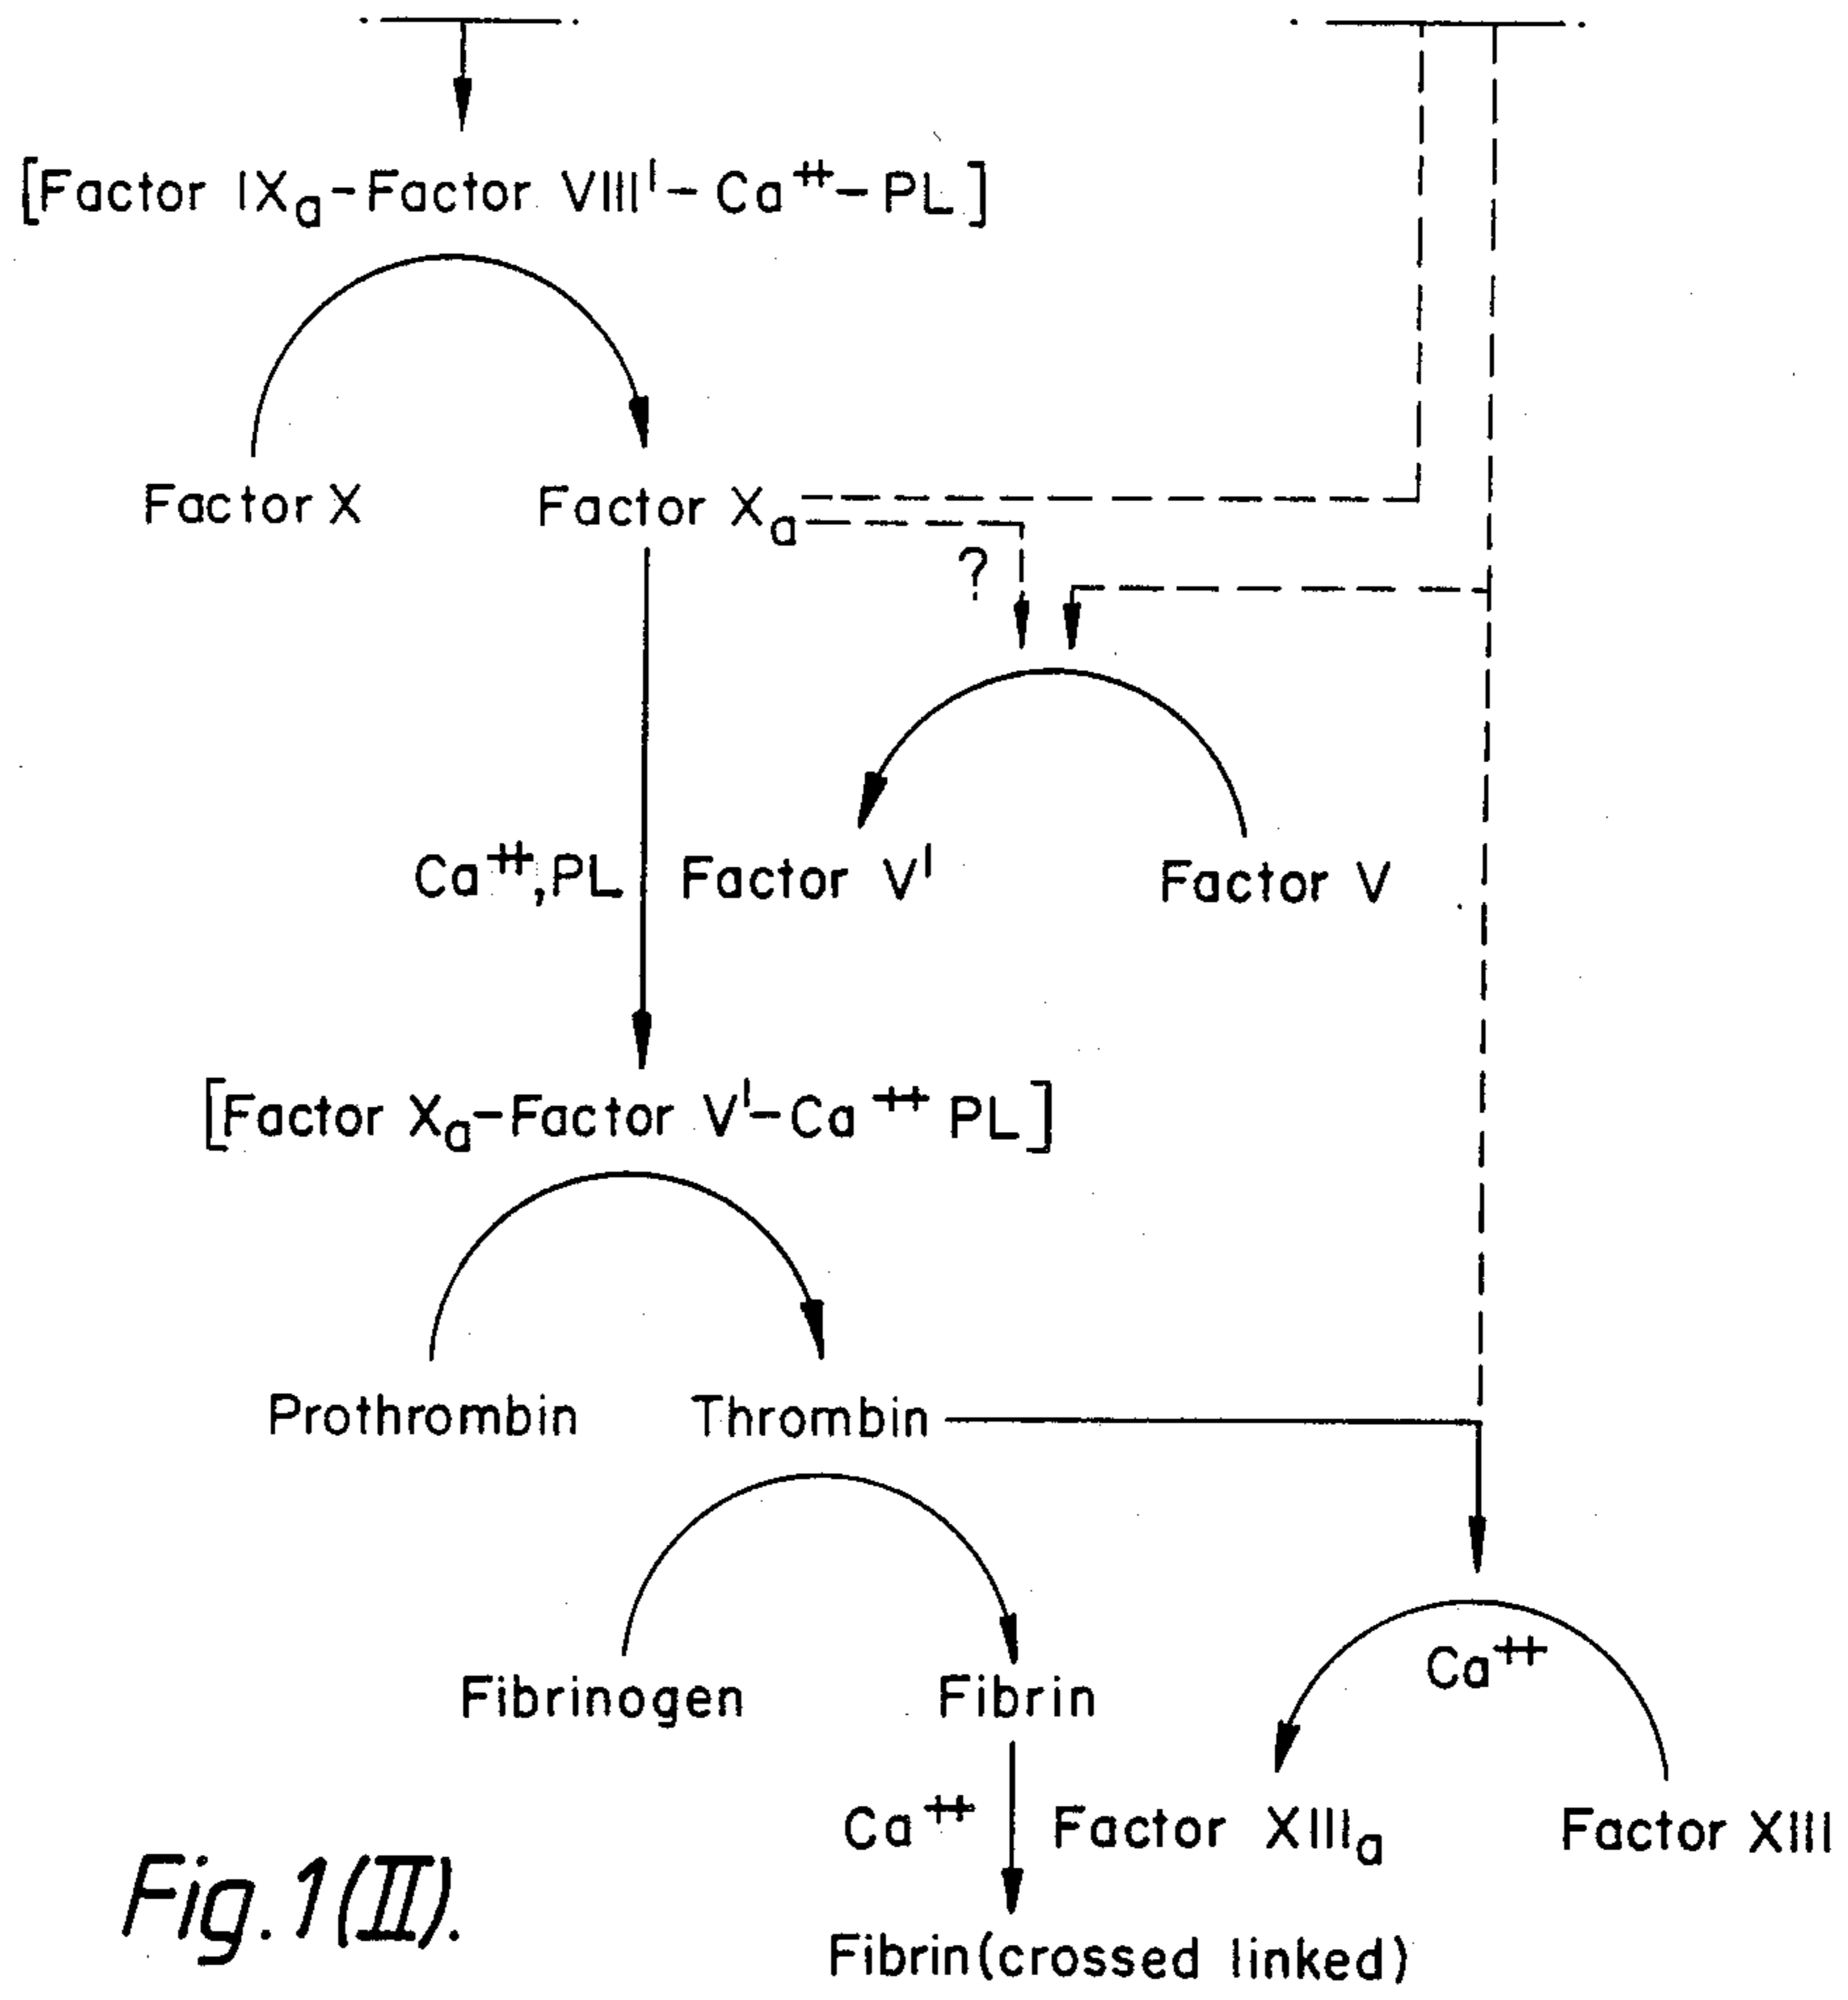 [Factor IXa-Factor VIII'-Ca++-PL]
Factor X
Factor Xa
?
Ca++,PL
Factor V'
Factor V
[Factor Xa-Factor V'-Ca++ PL]
Prothrombin
Thrombin
Ca++
Fibrinogen
Fibrin
Ca++
Factor XIIIa
Factor XIII
Fig.1(II).
Fibrin(crossed linked)